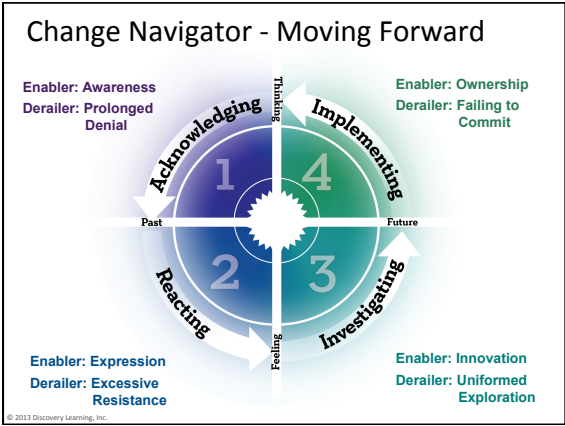 Change Navigator - Moving Forward
Enabler: Awareness
Derailer: Prolonged
Denial
Enabler: Ownership
Derailer: Failing to
Commit
Thinking
Acknowledging
Implementing
1
4
Past
Future
2
3
Reacting
Investigating
Feeling
Enabler: Expression
Derailer: Excessive
Resistance
Enabler: Innovation
Derailer: Uniformed
Exploration
© 2013 Discovery Learning, Inc.